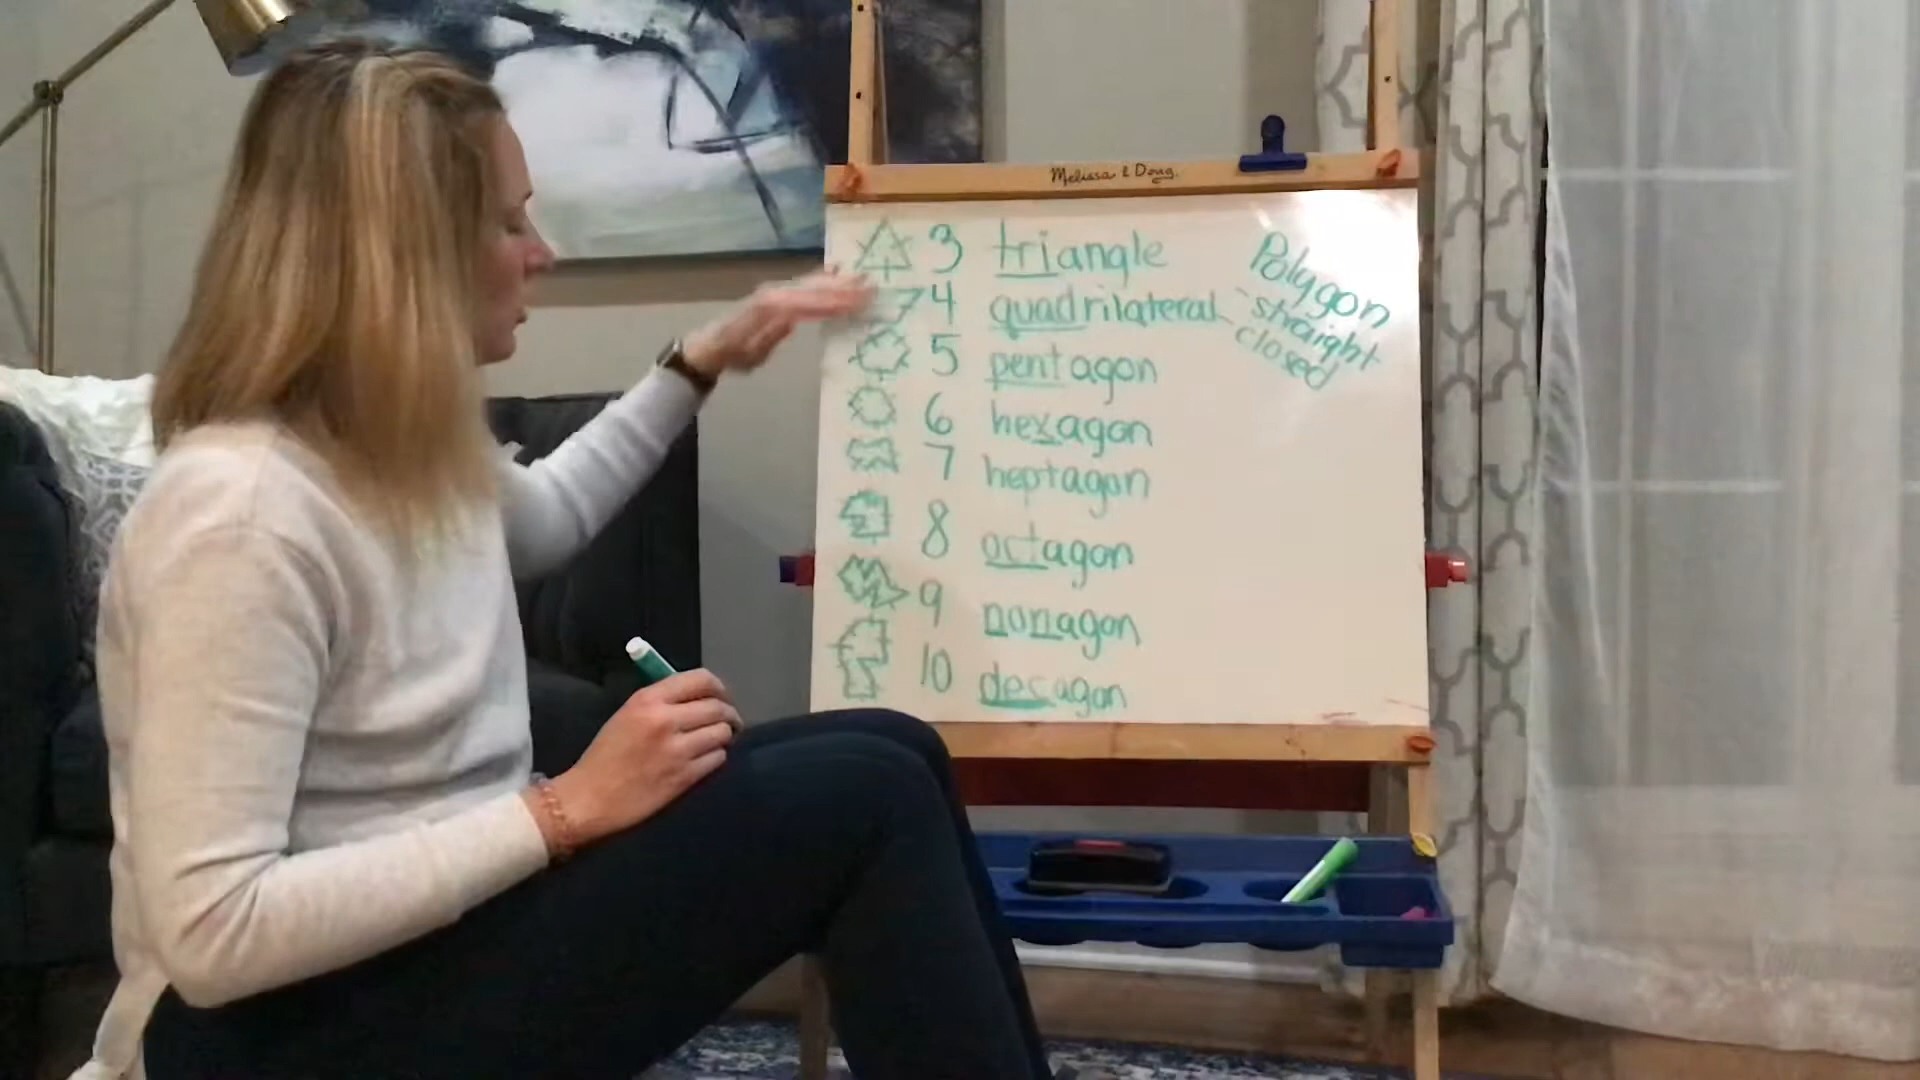 Melissa & Doug.
3 triangle
4 quadrilateral
5 pentagon
6 hexagon
7 heptagon
8 octagon
9 nonagon
10 decagon
Polygon
- straight
- closed